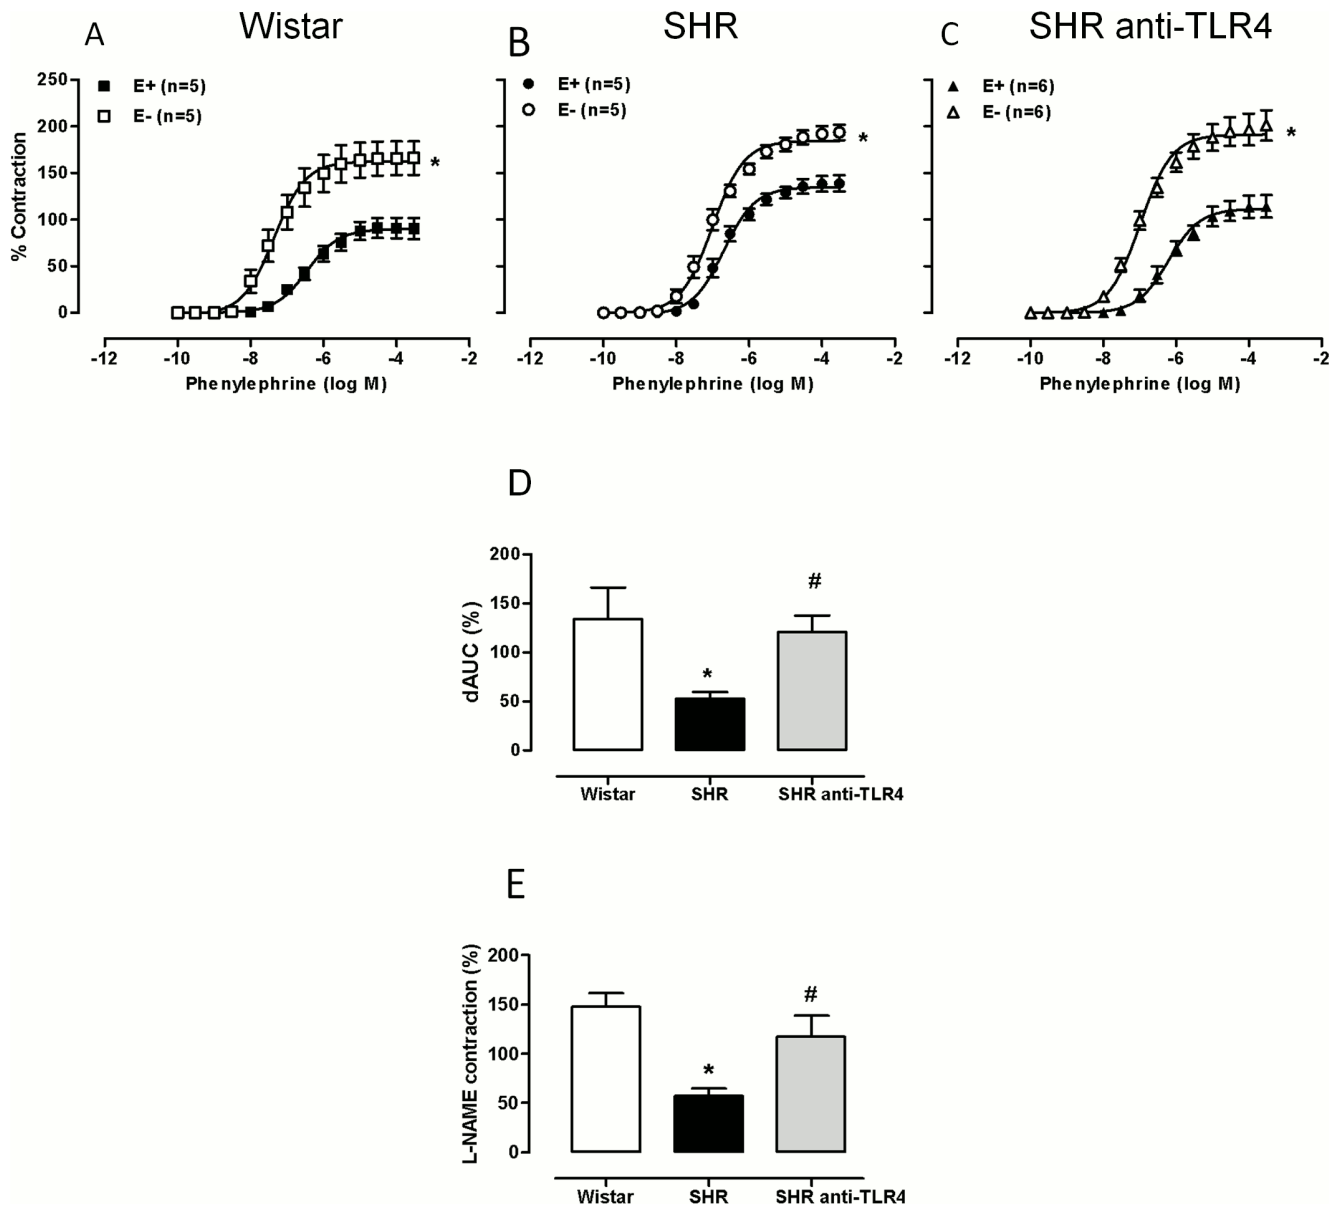 A Wistar
B SHR
C SHR anti-TLR4
E+ (n=5)
E- (n=5)
250
200
150
100
50
0
% Contraction
*
-12 -10 -8 -6 -4 -2
Phenylephrine (log M)
E+ (n=5)
E- (n=5)
*
-12 -10 -8 -6 -4 -2
Phenylephrine (log M)
E+ (n=6)
E- (n=6)
*
-12 -10 -8 -6 -4 -2
Phenylephrine (log M)
D
200
150
100
50
0
dAUC (%)
*
#
Wistar SHR SHR anti-TLR4
E
200
150
100
50
0
L-NAME contraction (%)
*
#
Wistar SHR SHR anti-TLR4